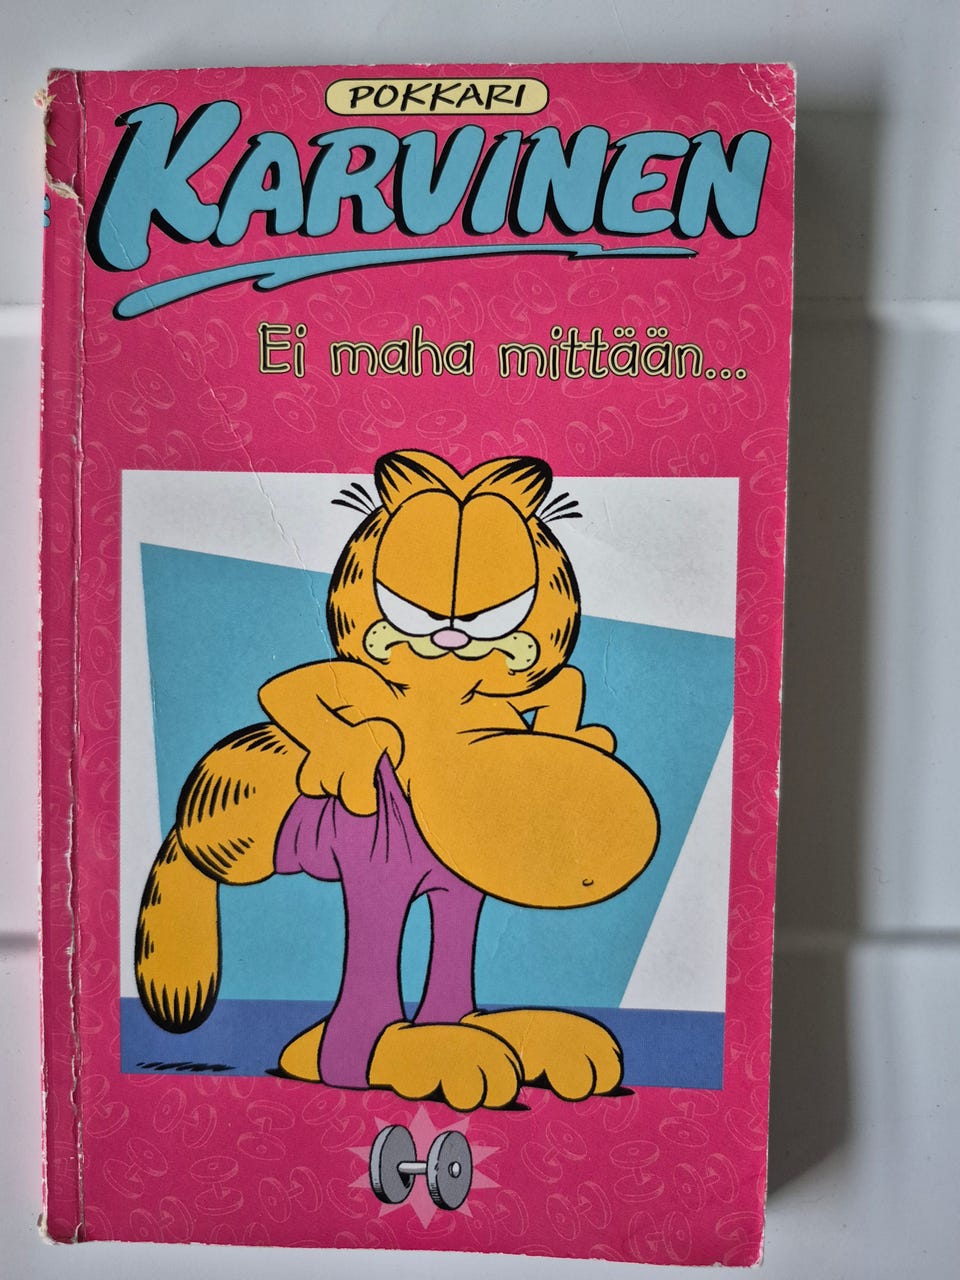 POKKARI
KARVINEN
Ei maha mittään...